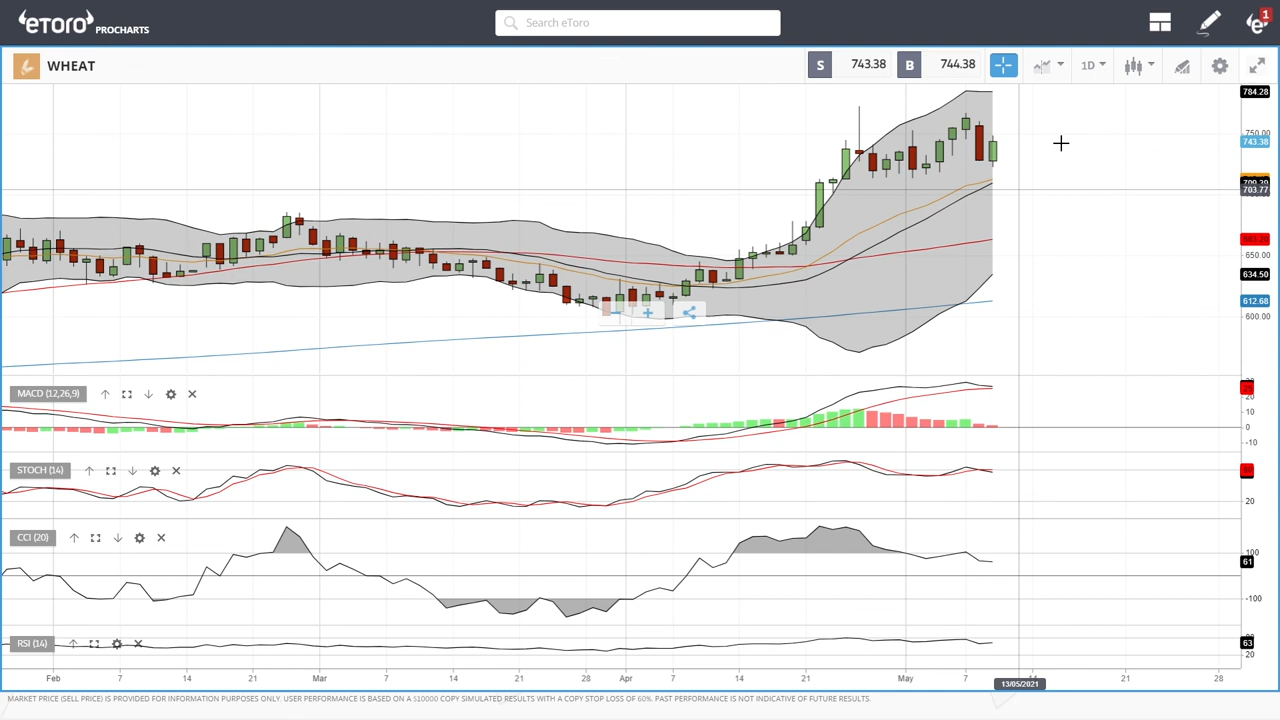 eTORO PROCHARTS
Search eToro
1
WHEAT
S 743.38 B 744.38
1D
784.28
750.00
743.38
709.39
703.77
650.00
634.50
612.68
600.00
MACD (12,26,9)
20
10
0
-10
STOCH (14)
20
CCI (20)
100
61
-100
RSI (14)
63
20
Feb 7 14 21 Mar 7 14 21 Apr 7 14 21 May 7 14 21 28
13/05/2021
MARKET PRICE (SELL PRICE) IS PROVIDED FOR INFORMATION PURPOSES ONLY. USER PERFORMANCE IS BASED ON A $10000 COPY SIMULATED RESULTS WITH A COPY STOP LOSS OF 60%. PAST PERFORMANCE IS NOT INDICATIVE OF FUTURE RESULTS.